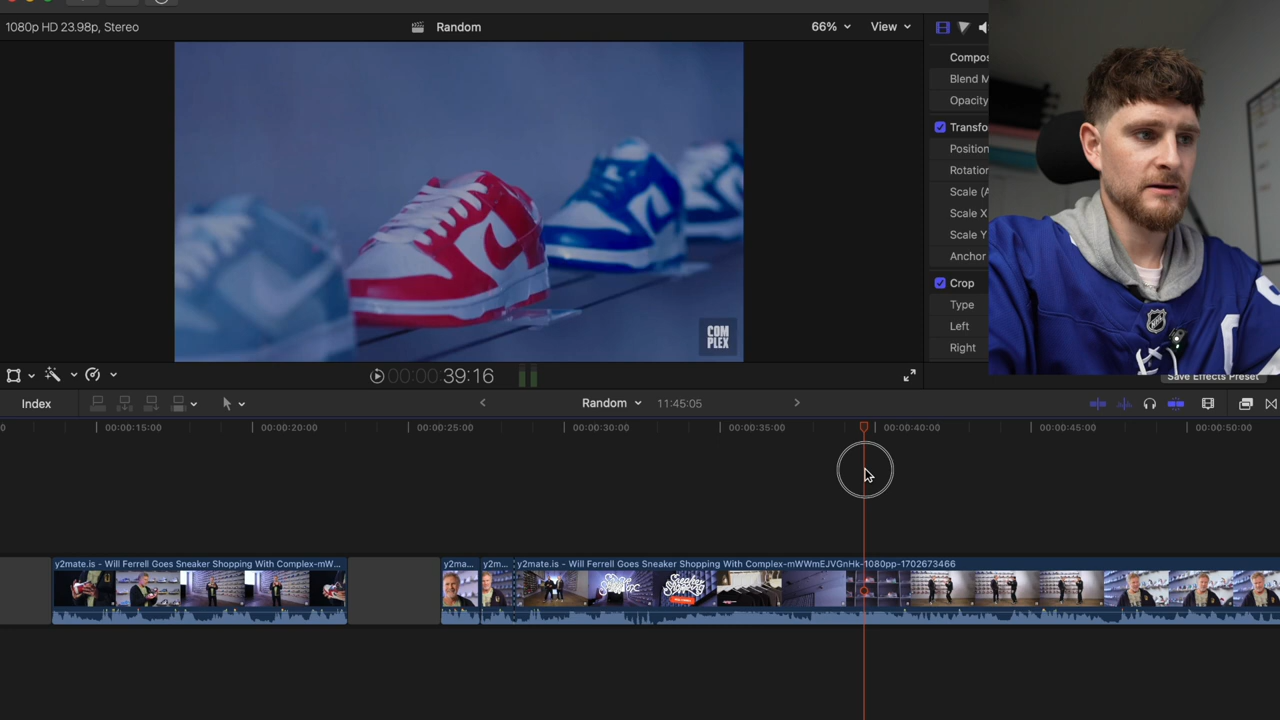 1080p HD 23.98p, Stereo
Random
66%
View
Compos
Blend M
Opacity
Transfo
Position
Rotation
Scale (A
Scale X
Scale Y
Anchor
Crop
Type
Left
Right
COM
PLEX
00:00:39:16
Save Effects Preset
Index
Random
11:45:05
00:00:15:00
00:00:20:00
00:00:25:00
00:00:30:00
00:00:35:00
00:00:40:00
00:00:45:00
00:00:50:00
y2mate.is - Will Ferrell Goes Sneaker Shopping With Complex-mW...
y2ma...
y2m...
y2mate.is - Will Ferrell Goes Sneaker Shopping With Complex-mWWmEJVGnHk-1080pp-1702673466